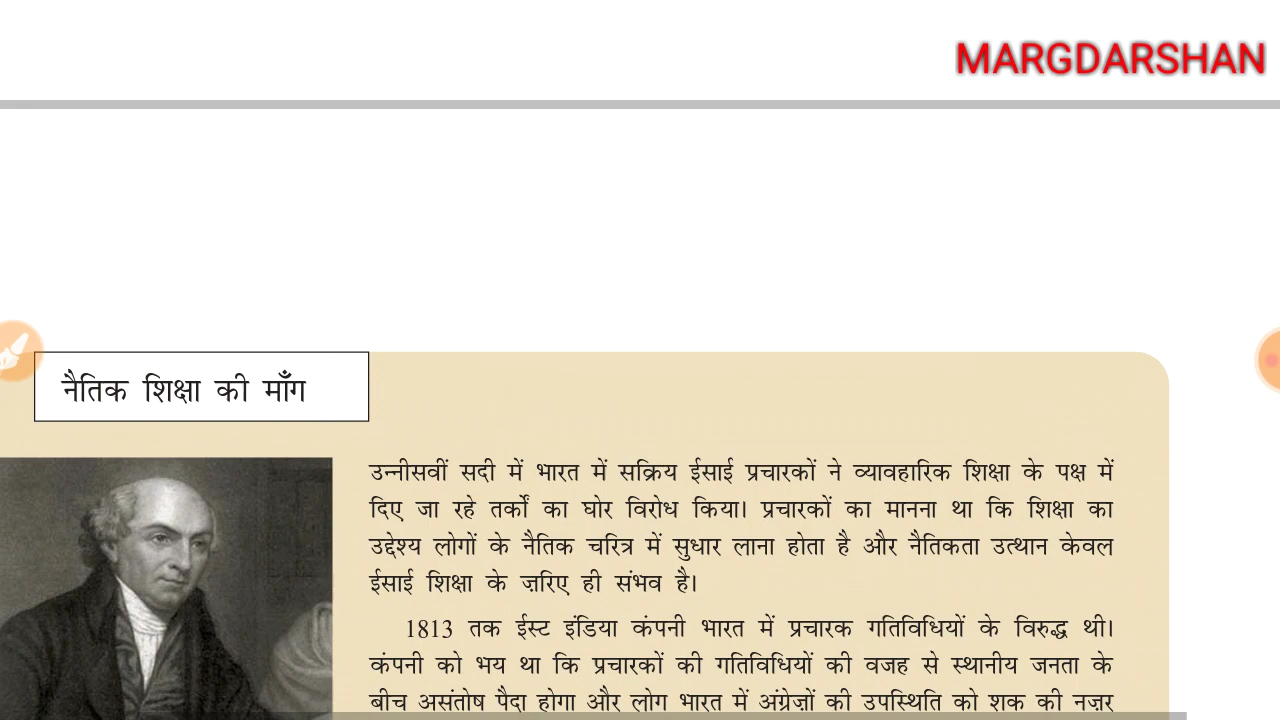 MARGDARSHAN
नैतिक शिक्षा की माँग
उन्नीसवीं सदी में भारत में सक्रिय ईसाई प्रचारकों ने व्यावहारिक शिक्षा के पक्ष में
दिए जा रहे तर्कों का घोर विरोध किया। प्रचारकों का मानना था कि शिक्षा का
उद्देश्य लोगों के नैतिक चरित्र में सुधार लाना होता है और नैतिकता उत्थान केवल
ईसाई शिक्षा के ज़रिए ही संभव है।
1813 तक ईस्ट इंडिया कंपनी भारत में प्रचारक गतिविधियों के विरुद्ध थी।
कंपनी को भय था कि प्रचारकों की गतिविधियों की वजह से स्थानीय जनता के
बीच असंतोष पैदा होगा और लोग भारत में अंग्रेज़ों की उपस्थिति को शक की नज़र